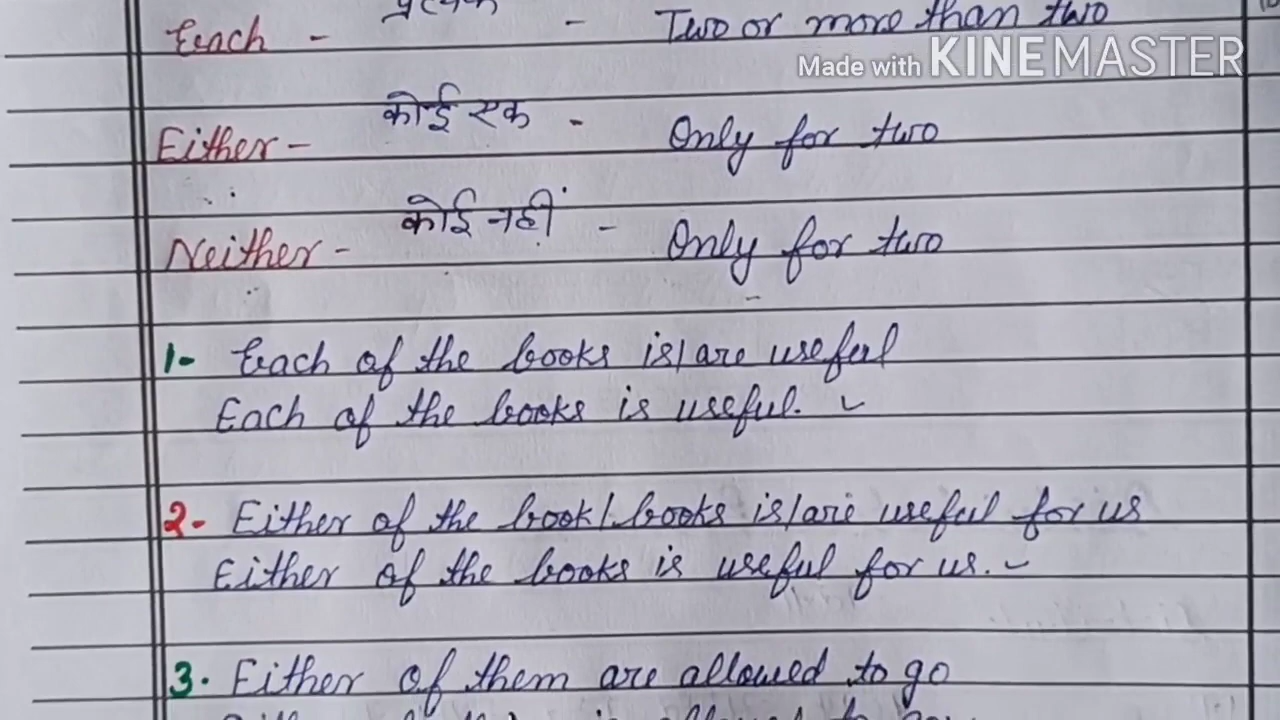 Each - प्रत्येक - Two or more than two
Made with KINEMASTER
Either - कोई एक - Only for two
Neither - कोई नहीं - Only for two
1- Each of the books is/are useful
Each of the books is useful.
2- Either of the book/books is/are useful for us
Either of the books is useful for us.
3. Either of them are allowed to go